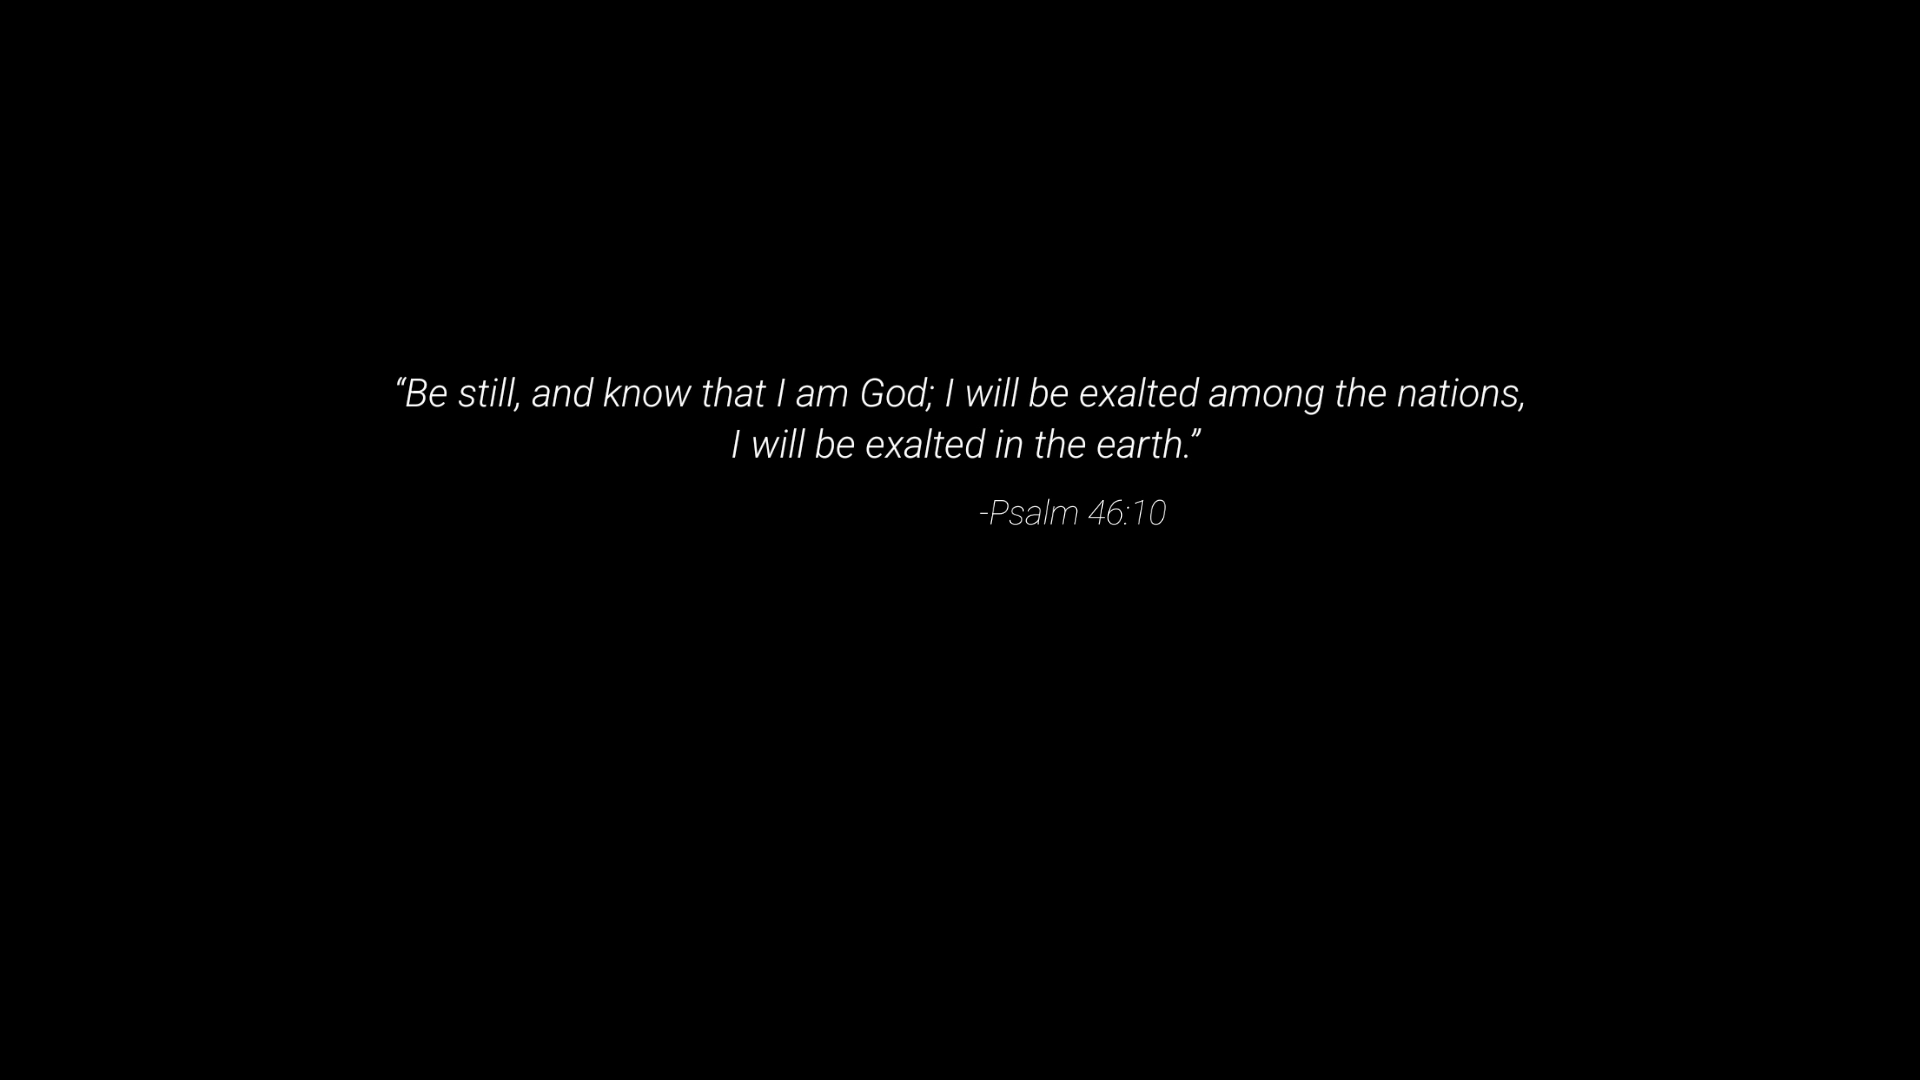 “Be still, and know that I am God; I will be exalted among the nations,
I will be exalted in the earth.”
-Psalm 46:10